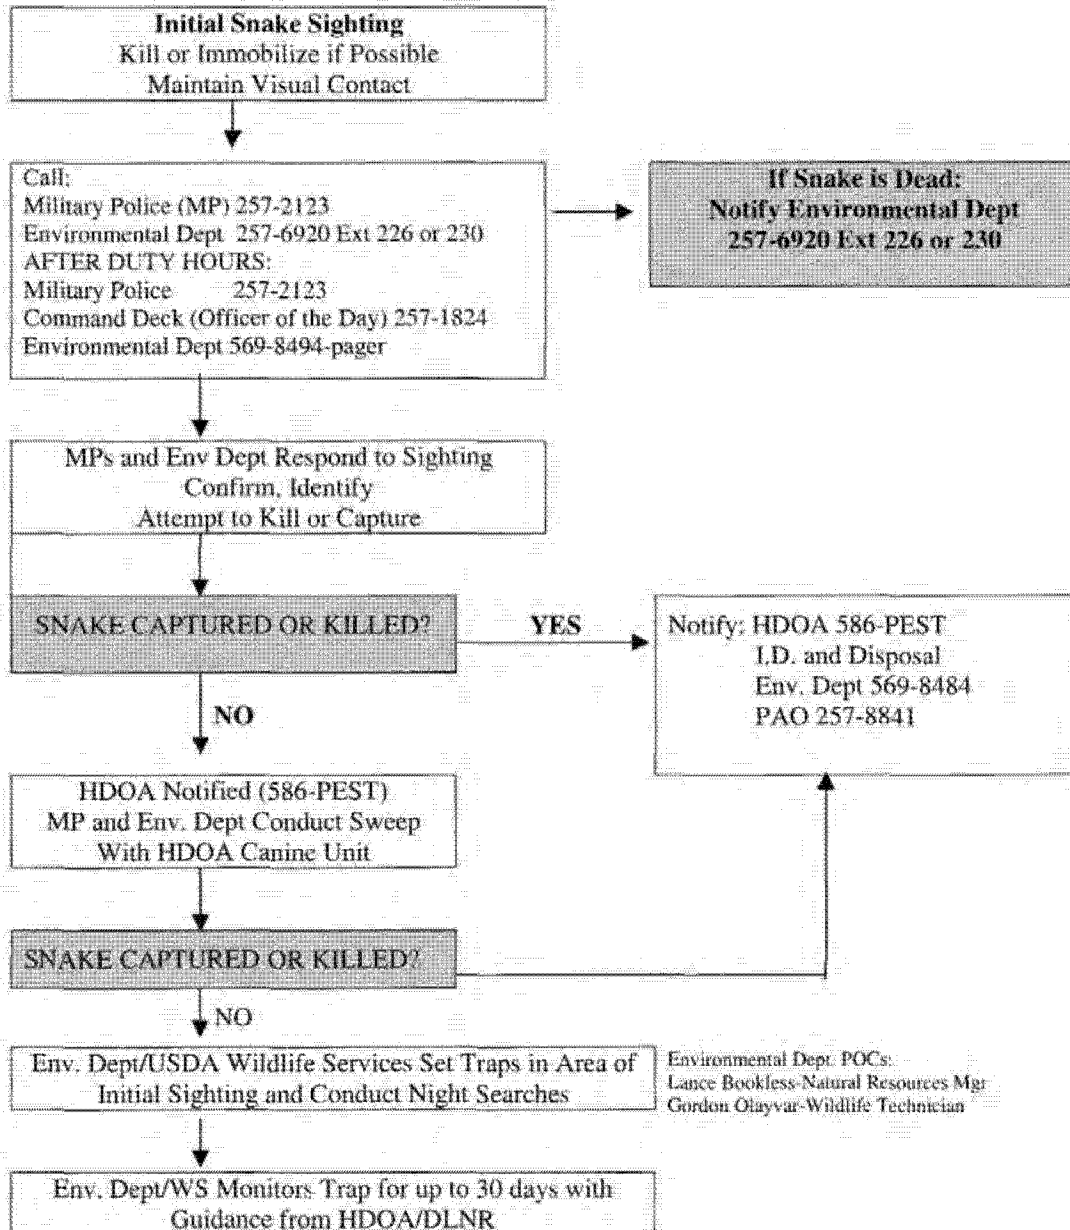 Initial Snake Sighting
Kill or Immobilize if Possible
Maintain Visual Contact
Call:
Military Police (MP) 257-2123
Environmental Dept 257-6920 Ext 226 or 230
AFTER DUTY HOURS:
Military Police 257-2123
Command Deck (Officer of the Day) 257-1824
Environmental Dept 569-8494-pager
If Snake is Dead:
Notify Environmental Dept
257-6920 Ext 226 or 230
MPs and Env Dept Respond to Sighting
Confirm, Identify
Attempt to Kill or Capture
SNAKE CAPTURED OR KILLED?
YES
Notify: HDOA 586-PEST
I.D. and Disposal
Env. Dept 569-8484
PAO 257-8841
NO
HDOA Notified (586-PEST)
MP and Env. Dept Conduct Sweep
With HDOA Canine Unit
SNAKE CAPTURED OR KILLED?
NO
Env. Dept/USDA Wildlife Services Set Traps in Area of
Initial Sighting and Conduct Night Searches
Environmental Dept. POCs:
Lance Bookless-Natural Resources Mgr
Gordon Olayvar-Wildlife Technician
Env. Dept/WS Monitors Trap for up to 30 days with
Guidance from HDOA/DLNR